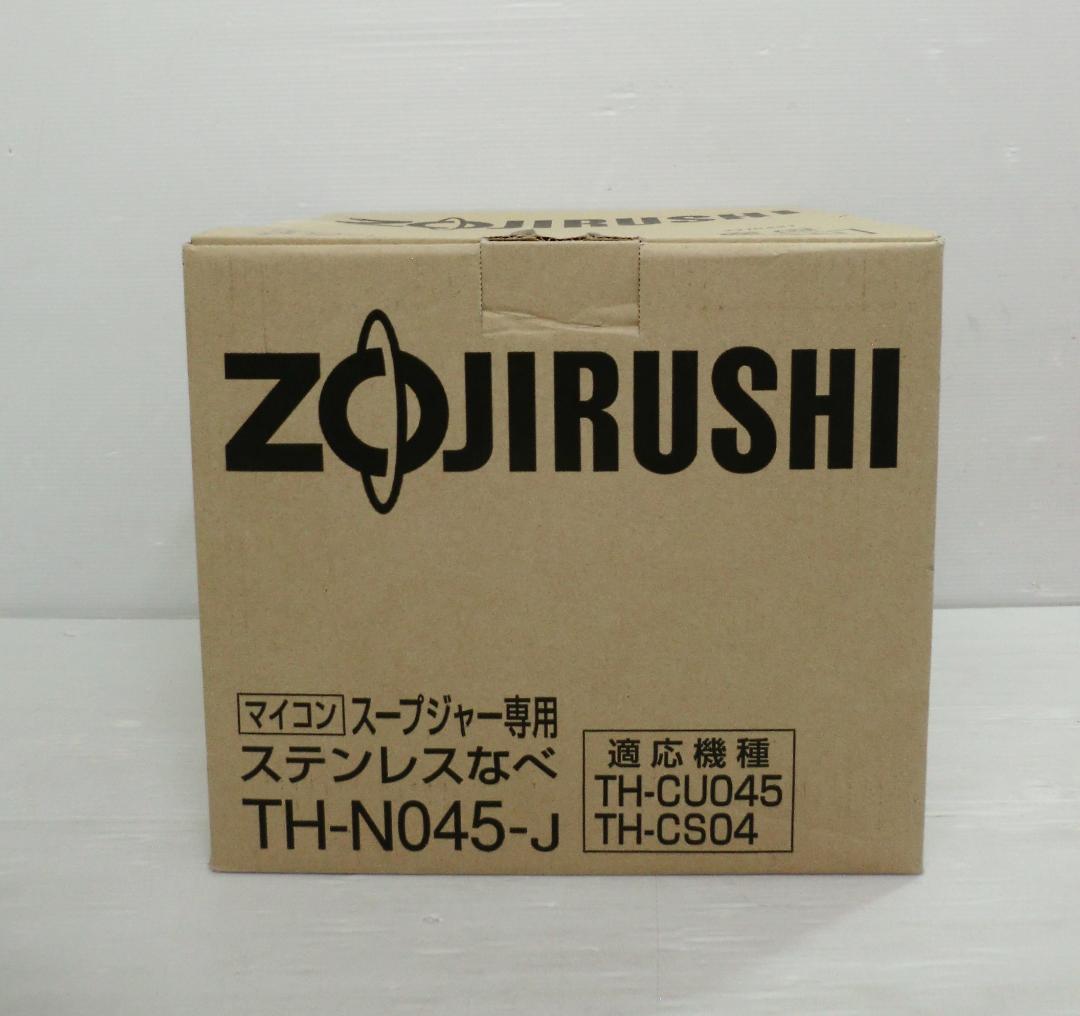 ZOJIRUSHI
ZOJIRUSHI
マイコン スープジャー専用
ステンレスなべ
TH-N045-J
適応機種
TH-CU045
TH-CS04